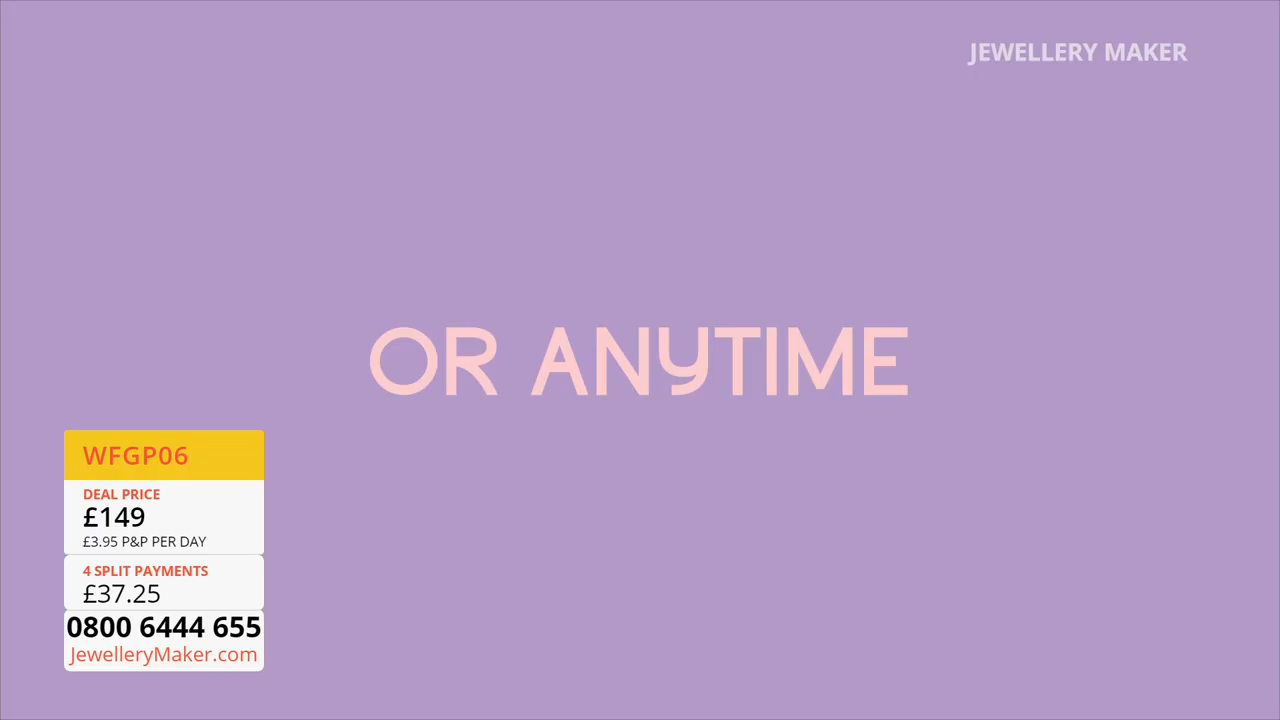 JEWELLERY MAKER
OR ANYTIME
WFGP06
DEAL PRICE
£149
£3.95 P&P PER DAY
4 SPLIT PAYMENTS
£37.25
0800 6444 655
JewelleryMaker.com